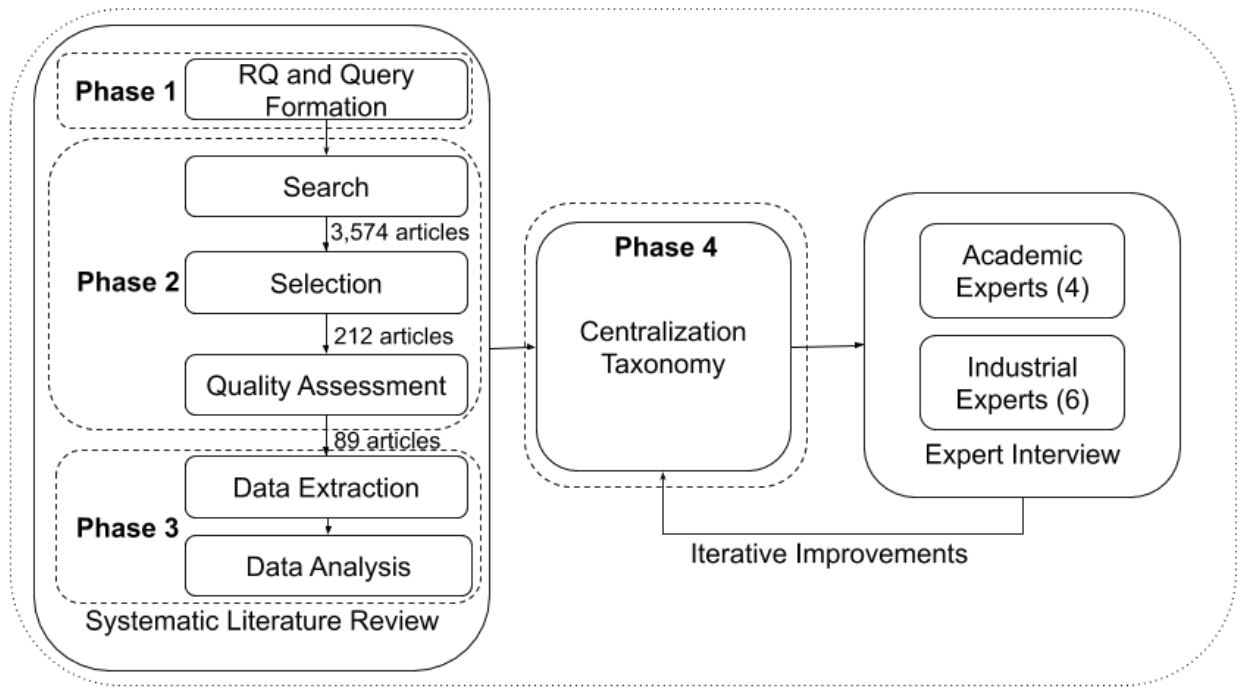 Phase 1
RQ and Query
Formation
Phase 2
Search
3,574 articles
Selection
212 articles
Quality Assessment
89 articles
Phase 3
Data Extraction
Data Analysis
Systematic Literature Review
Phase 4
Centralization
Taxonomy
Academic
Experts (4)
Industrial
Experts (6)
Expert Interview
Iterative Improvements